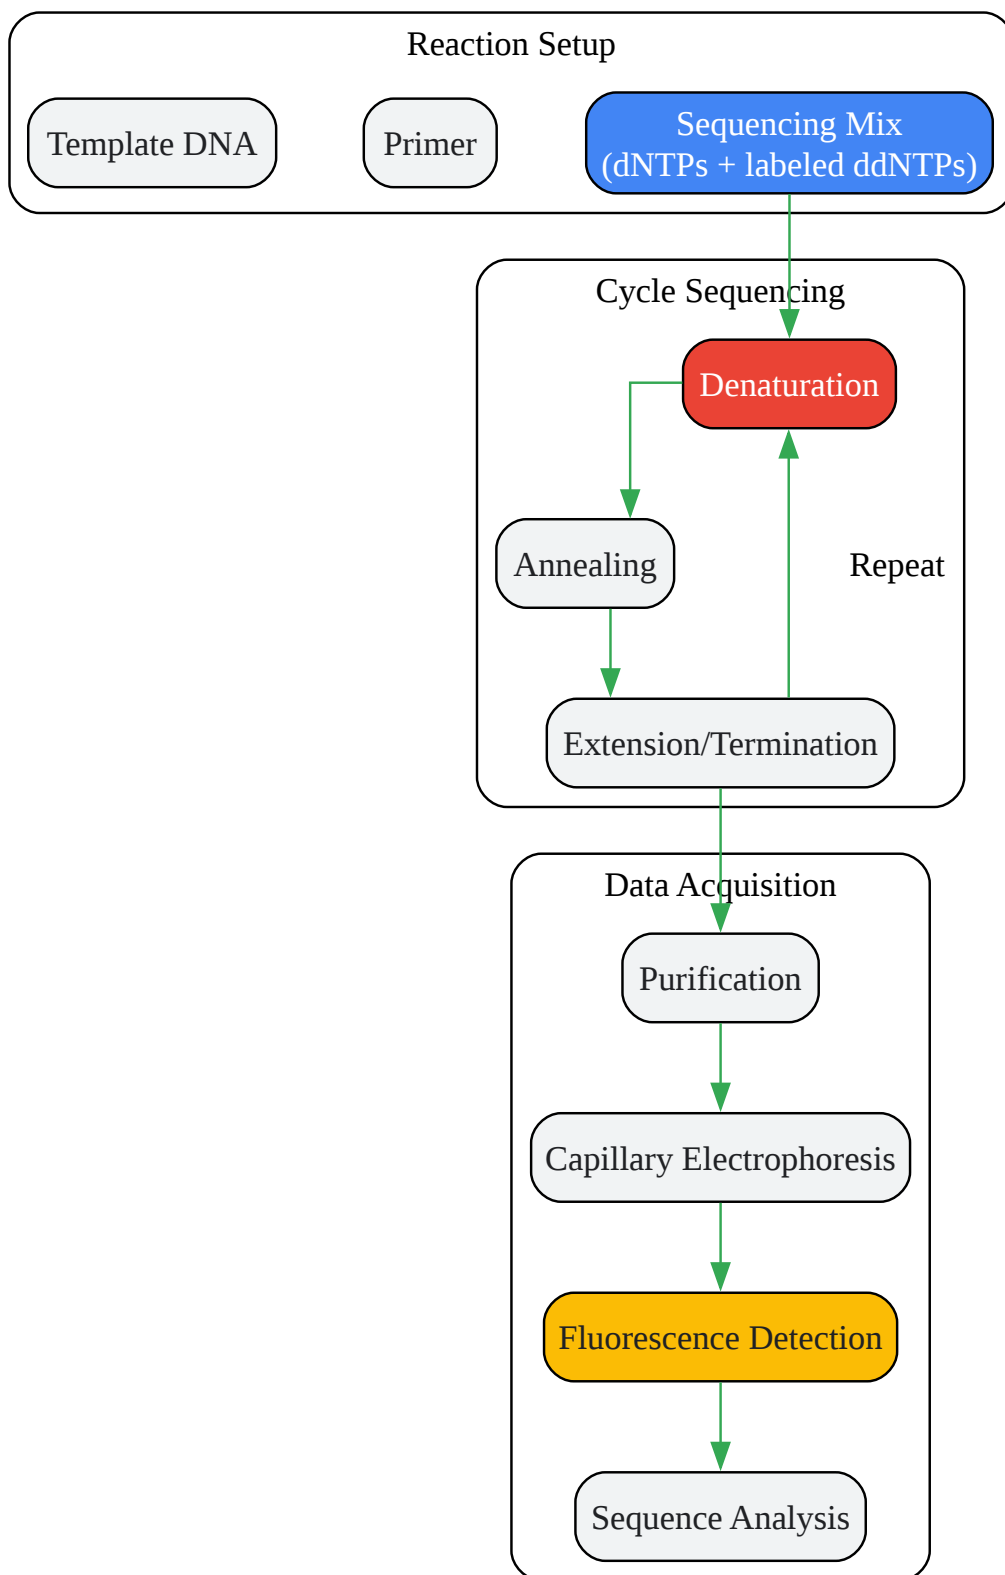 Reaction Setup
Template DNA
Primer
Sequencing Mix
(dNTPs + labeled ddNTPs)
Cycle Sequencing
Denaturation
Annealing
Repeat
Extension/Termination
Data Acquisition
Purification
Capillary Electrophoresis
Fluorescence Detection
Sequence Analysis